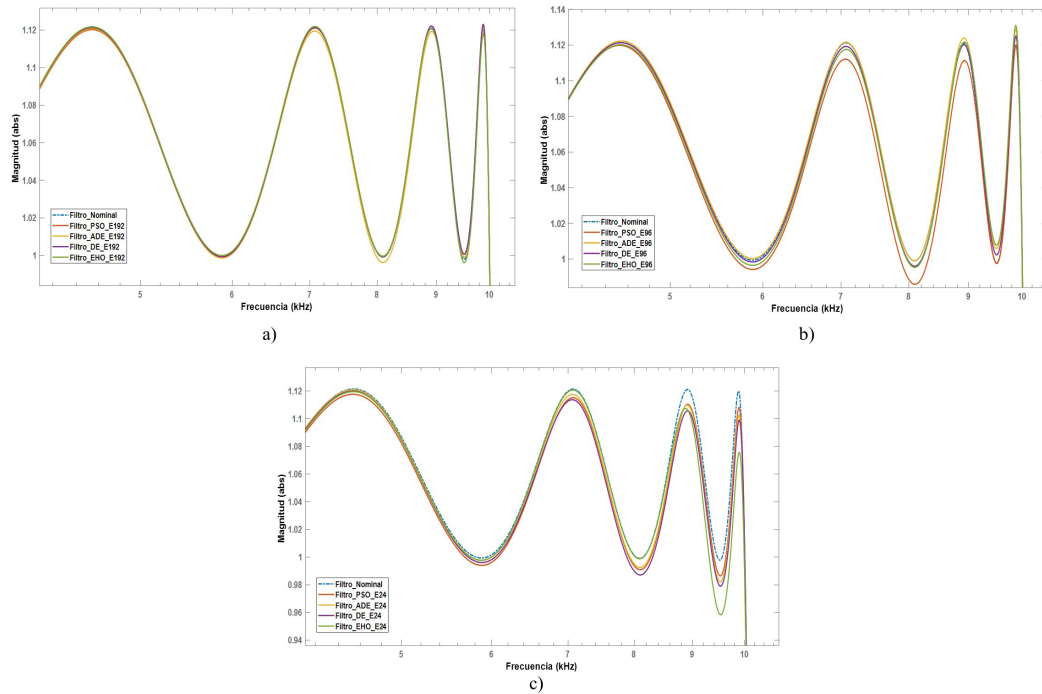 1.12
1.1
1.08
1.06
1.04
1.02
1
Magnitud (abs)
Filtro_Nominal
Filtro_PSO_E192
Filtro_ADE_E192
Filtro_DE_E192
Filtro_EHO_E192
5
6
7
8
9
10
Frecuencia (kHz)
a)
1.14
1.12
1.1
1.08
1.06
1.04
1.02
1
Magnitud (abs)
Filtro_Nominal
Filtro_PSO_E96
Filtro_ADE_E96
Filtro_DE_E96
Filtro_EHO_E96
5
6
7
8
9
10
Frecuencia (kHz)
b)
1.12
1.1
1.08
1.06
1.04
1.02
1
0.98
0.96
0.94
Magnitud (abs)
Filtro_Nominal
Filtro_PSO_E24
Filtro_ADE_E24
Filtro_DE_E24
Filtro_EHO_E24
5
6
7
8
9
10
Frecuencia (kHz)
c)